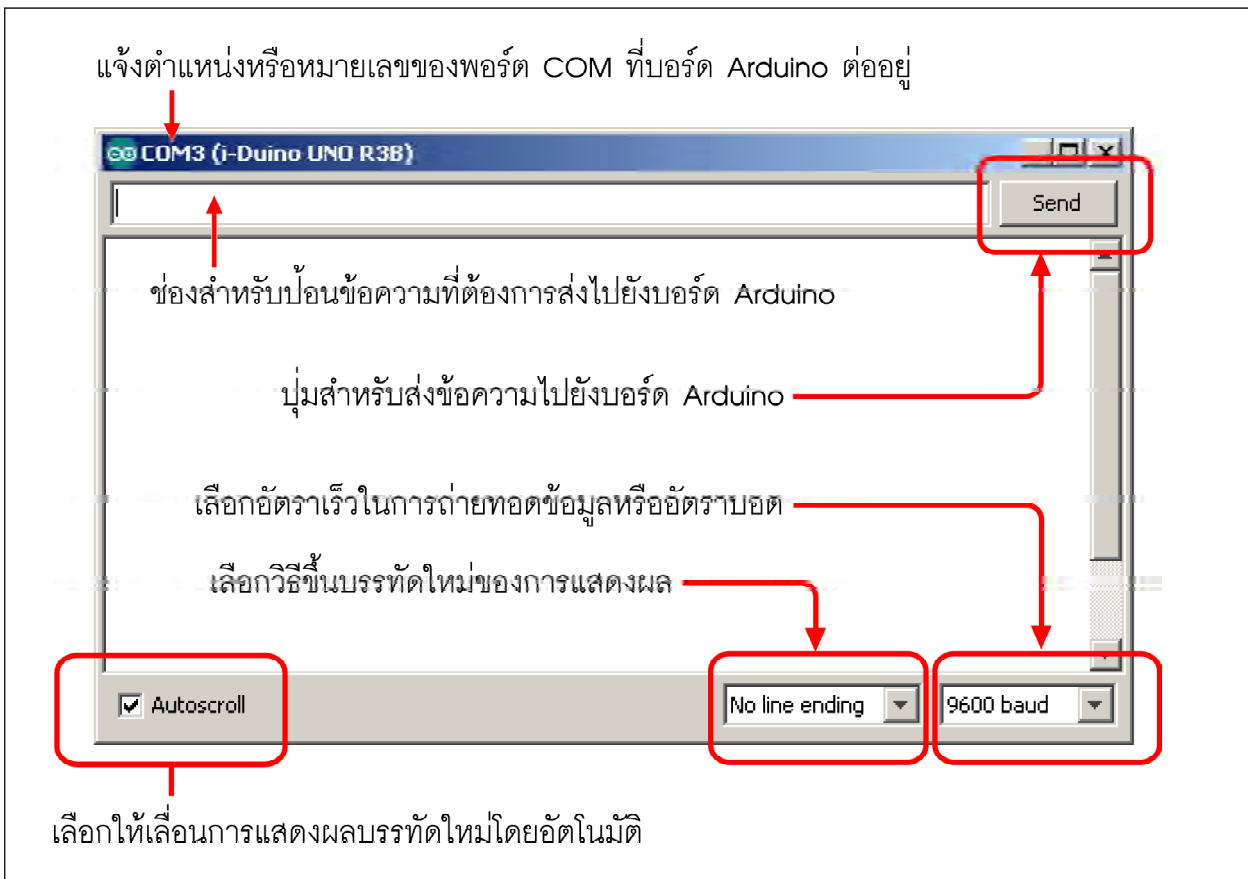 แจ้งตำแหน่งหรือหมายเลขของพอร์ต COM ที่บอร์ด Arduino ต่ออยู่
COM3 (i-Duino UNO R3B)
Send
ช่องสำหรับป้อนข้อความที่ต้องการส่งไปยังบอร์ด Arduino
ปุ่มสำหรับส่งข้อความไปยังบอร์ด Arduino
เลือกอัตราเร็วในการถ่ายทอดข้อมูลหรืออัตราบอด
เลือกวิธีขึ้นบรรทัดใหม่ของการแสดงผล
Autoscroll
No line ending
9600 baud
เลือกให้เลื่อนการแสดงผลบรรทัดใหม่โดยอัตโนมัติ